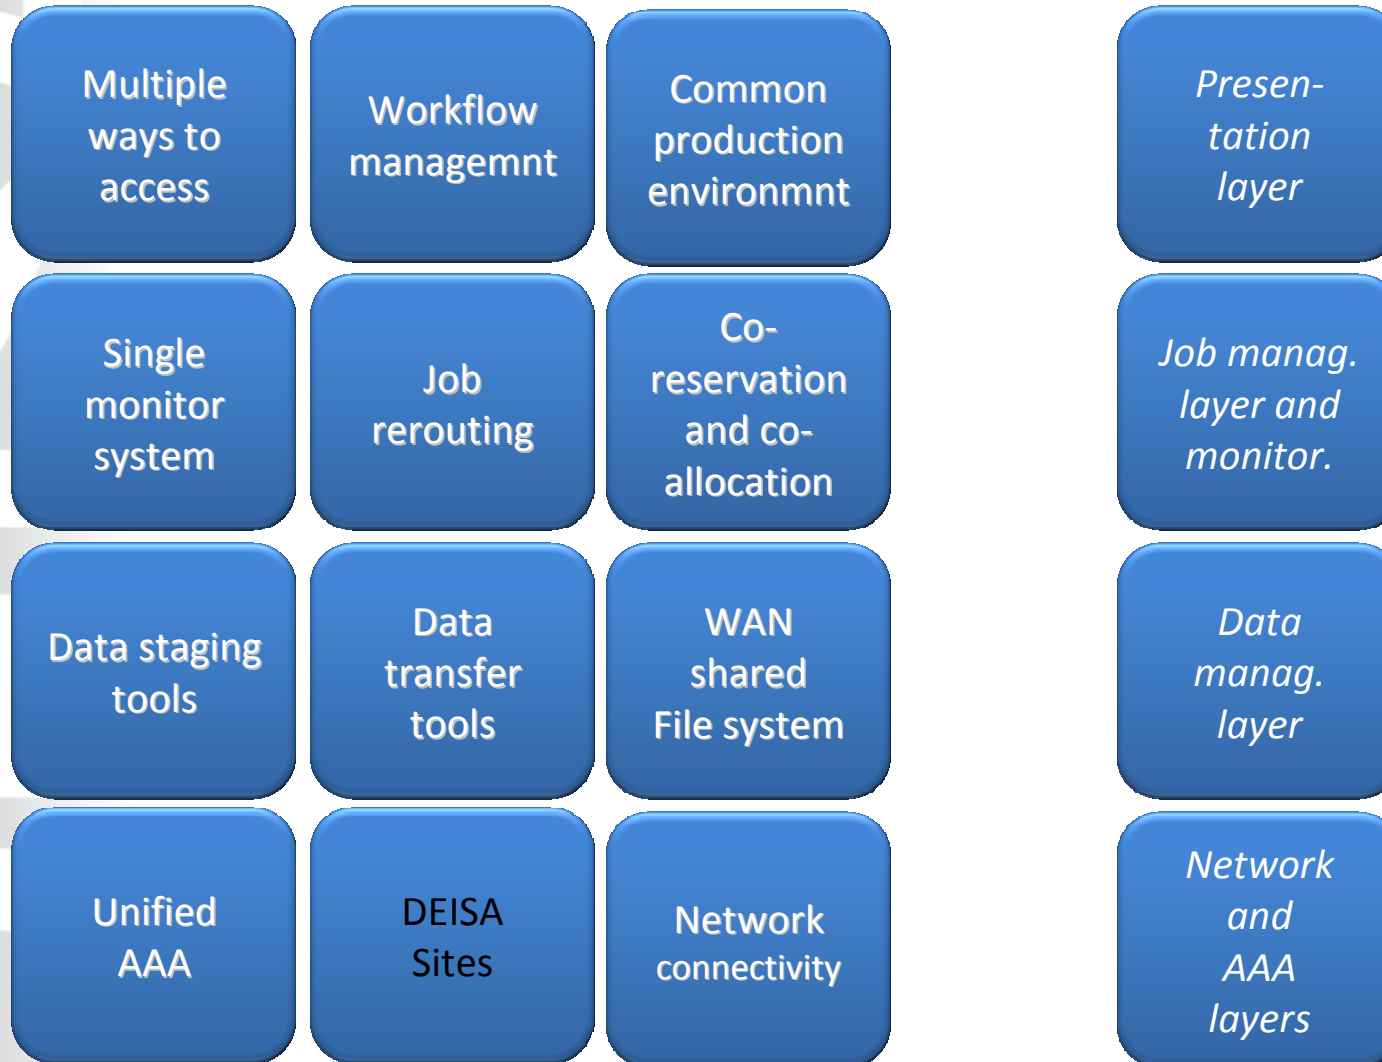 Multiple
ways to
access
Workflow
managemnt
Common
production
environmnt
Presen-
tation
layer
Single
monitor
system
Job
rerouting
Co-
reservation
and co-
allocation
Job manag.
layer and
monitor.
Data staging
tools
Data
transfer
tools
WAN
shared
File system
Data
manag.
layer
Unified
AAA
DEISA
Sites
Network
connectivity
Network
and
AAA
layers